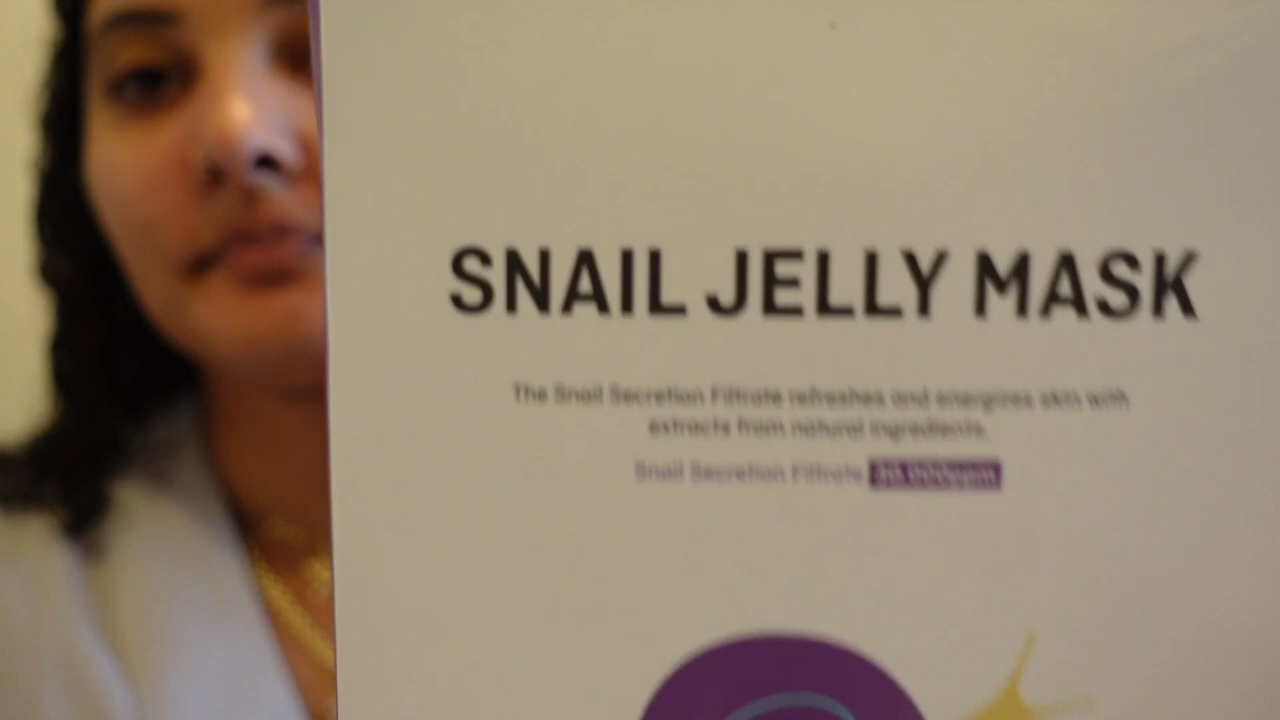 SNAIL JELLY MASK
The Snail Secretion Filtrate refreshes and energizes skin with
extracts from natural ingredients.
Snail Secretion Filtrate